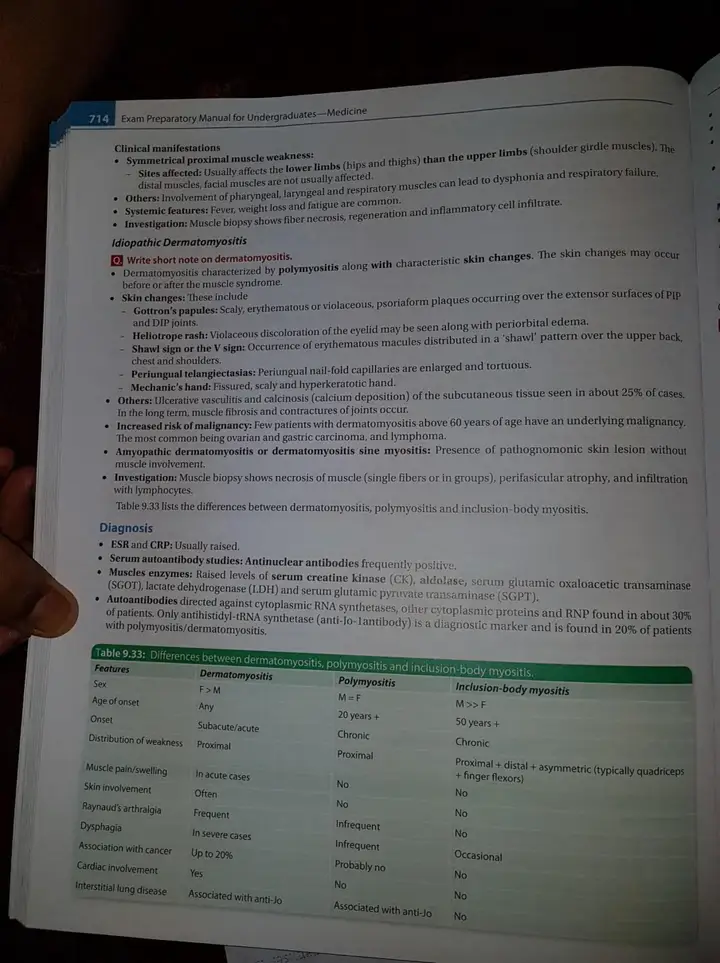 714 Exam Preparatory Manual for Undergraduates—Medicine
Clinical manifestations
• Symmetrical proximal muscle weakness:
– Sites affected: Usually affects the lower limbs (hips and thighs) than the upper limbs (shoulder girdle muscles). The
distal muscles, facial muscles are not usually affected.
• Others: Involvement of pharyngeal, laryngeal and respiratory muscles can lead to dysphonia and respiratory failure.
• Systemic features: Fever, weight loss and fatigue are common.
• Investigation: Muscle biopsy shows fiber necrosis, regeneration and inflammatory cell infiltrate.
Idiopathic Dermatomyositis
Q. Write short note on dermatomyositis.
• Dermatomyositis characterized by polymyositis along with characteristic skin changes. The skin changes may occur
before or after the muscle syndrome.
• Skin changes: These include
– Gottron's papules: Scaly, erythematous or violaceous, psoriaform plaques occurring over the extensor surfaces of PIP
and DIP joints.
– Heliotrope rash: Violaceous discoloration of the eyelid may be seen along with periorbital edema.
– Shawl sign or the V sign: Occurrence of erythematous macules distributed in a 'shawl' pattern over the upper back,
chest and shoulders.
– Periungual telangiectasias: Periungual nail-fold capillaries are enlarged and tortuous.
– Mechanic's hand: Fissured, scaly and hyperkeratotic hand.
• Others: Ulcerative vasculitis and calcinosis (calcium deposition) of the subcutaneous tissue seen in about 25% of cases.
In the long term, muscle fibrosis and contractures of joints occur.
• Increased risk of malignancy: Few patients with dermatomyositis above 60 years of age have an underlying malignancy.
The most common being ovarian and gastric carcinoma, and lymphoma.
• Amyopathic dermatomyositis or dermatomyositis sine myositis: Presence of pathognomonic skin lesion without
muscle involvement.
• Investigation: Muscle biopsy shows necrosis of muscle (single fibers or in groups), perifasicular atrophy, and infiltration
with lymphocytes.
Table 9.33 lists the differences between dermatomyositis, polymyositis and inclusion-body myositis.
Diagnosis
• ESR and CRP: Usually raised.
• Serum autoantibody studies: Antinuclear antibodies frequently positive.
• Muscles enzymes: Raised levels of serum creatine kinase (CK), aldolase, serum glutamic oxaloacetic transaminase
(SGOT), lactate dehydrogenase (LDH) and serum glutamic pyruvate transaminase (SGPT).
• Autoantibodies directed against cytoplasmic RNA synthetases, other cytoplasmic proteins and RNP found in about 30%
of patients. Only antihistidyl-tRNA synthetase (anti-Jo-1antibody) is a diagnostic marker and is found in 20% of patients
with polymyositis/dermatomyositis.
Table 9.33: Differences between dermatomyositis, polymyositis and inclusion-body myositis.
Features Dermatomyositis Polymyositis Inclusion-body myositis
Sex F > M M = F M >> F
Age of onset Any 20 years + 50 years +
Onset Subacute/acute Chronic Chronic
Distribution of weakness Proximal Proximal Proximal + distal + asymmetric (typically quadriceps
+ finger flexors)
Muscle pain/swelling In acute cases No No
Skin involvement Often No No
Raynaud's arthralgia Frequent Infrequent No
Dysphagia In severe cases Infrequent Occasional
Association with cancer Up to 20% Probably no No
Cardiac involvement Yes No No
Interstitial lung disease Associated with anti-Jo Associated with anti-Jo No